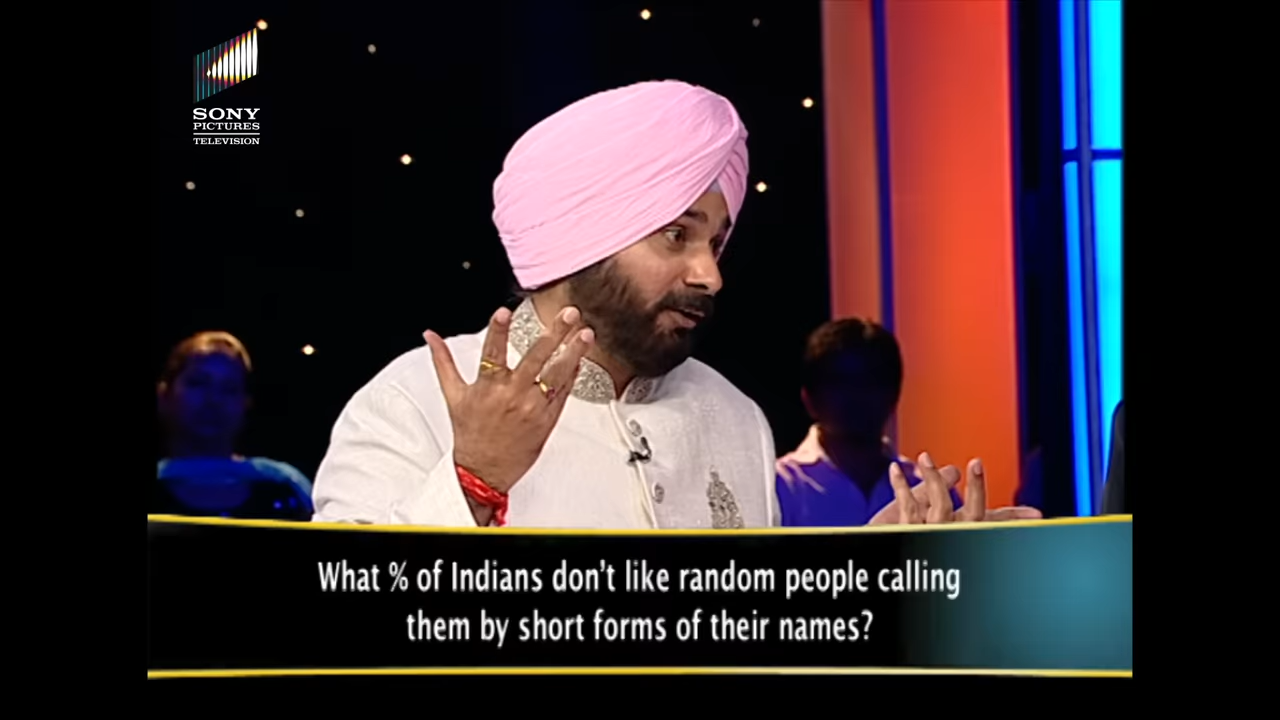 SONY
PICTURES
TELEVISION
What % of Indians don't like random people calling
them by short forms of their names?